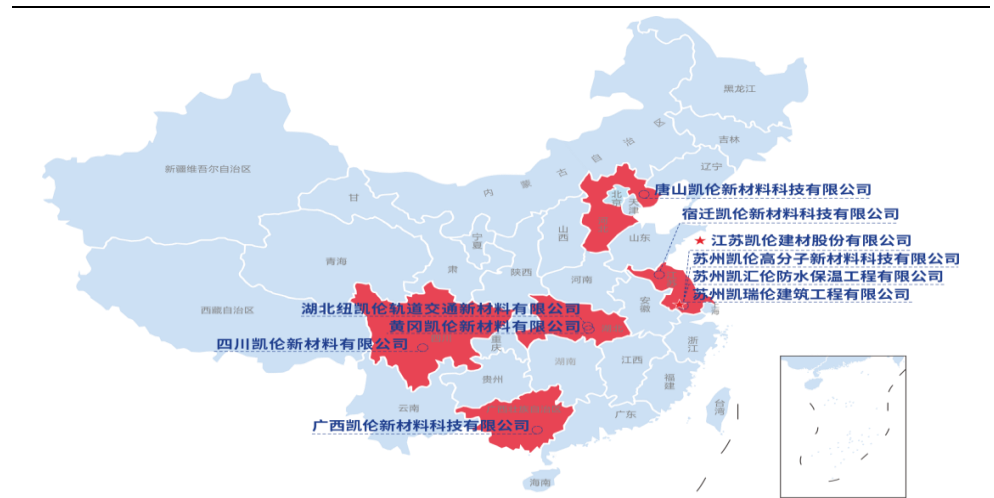 黑龙江
吉林
辽宁
内蒙古自治区
新疆维吾尔自治区
甘
北京
天津
唐山凯伦新材料科技有限公司
宿迁凯伦新材料科技有限公司
山西
宁夏
山东
★ 江苏凯伦建材股份有限公司
青海
肃
陕西
河南
苏州凯伦高分子新材料科技有限公司
苏州凯汇伦防水保温工程有限公司
苏州凯瑞伦建筑工程有限公司
西藏自治区
安徽
海
湖北纽凯伦轨道交通新材料有限公司
黄冈凯伦新材料有限公司
四川凯伦新材料有限公司
重庆
浙江
湖南
江西
贵州
福建
云南
广东
台湾
广西凯伦新材料科技有限公司
海南